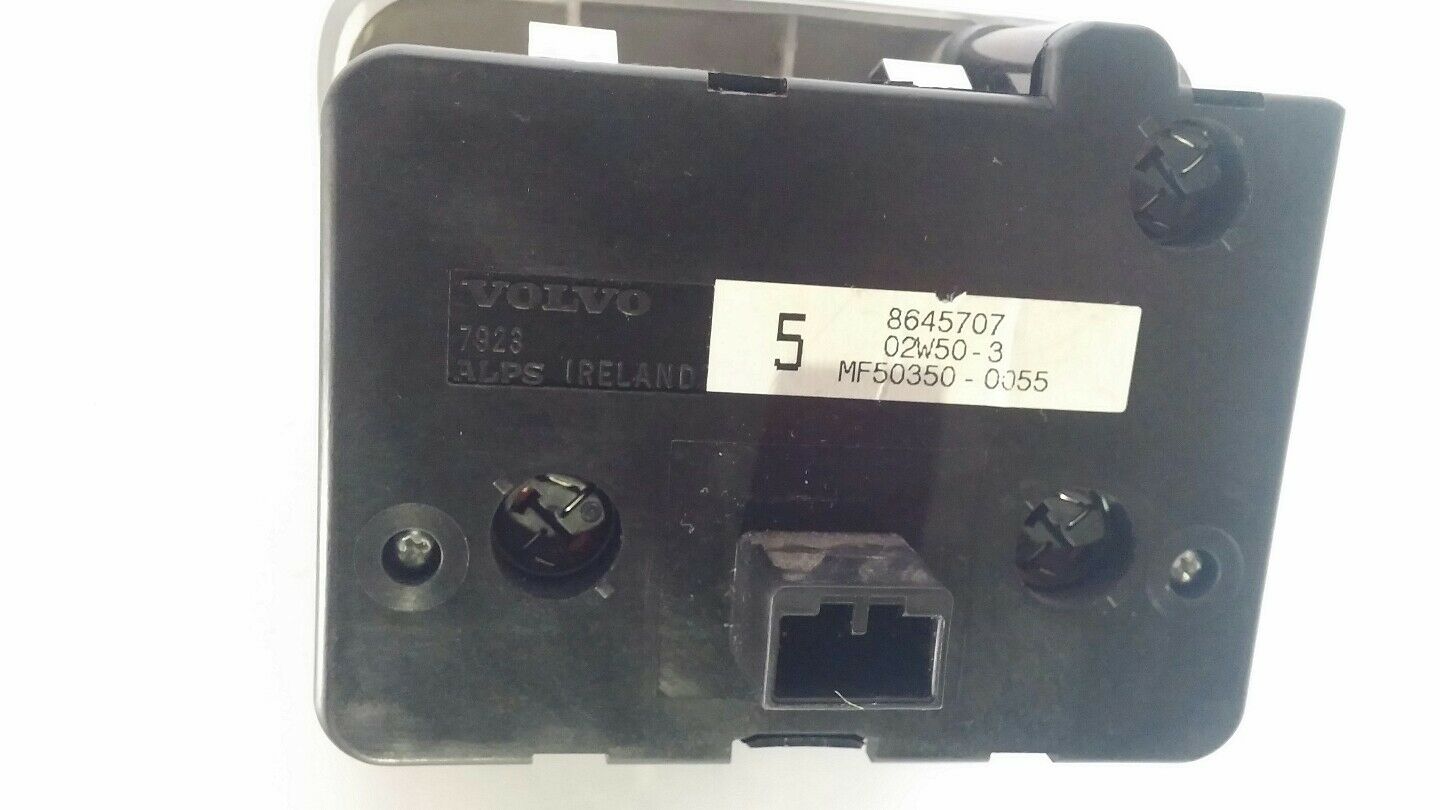 VOLVO
7923
ALPS IRELAND
5
8645707
02W50-3
MF50350-0055